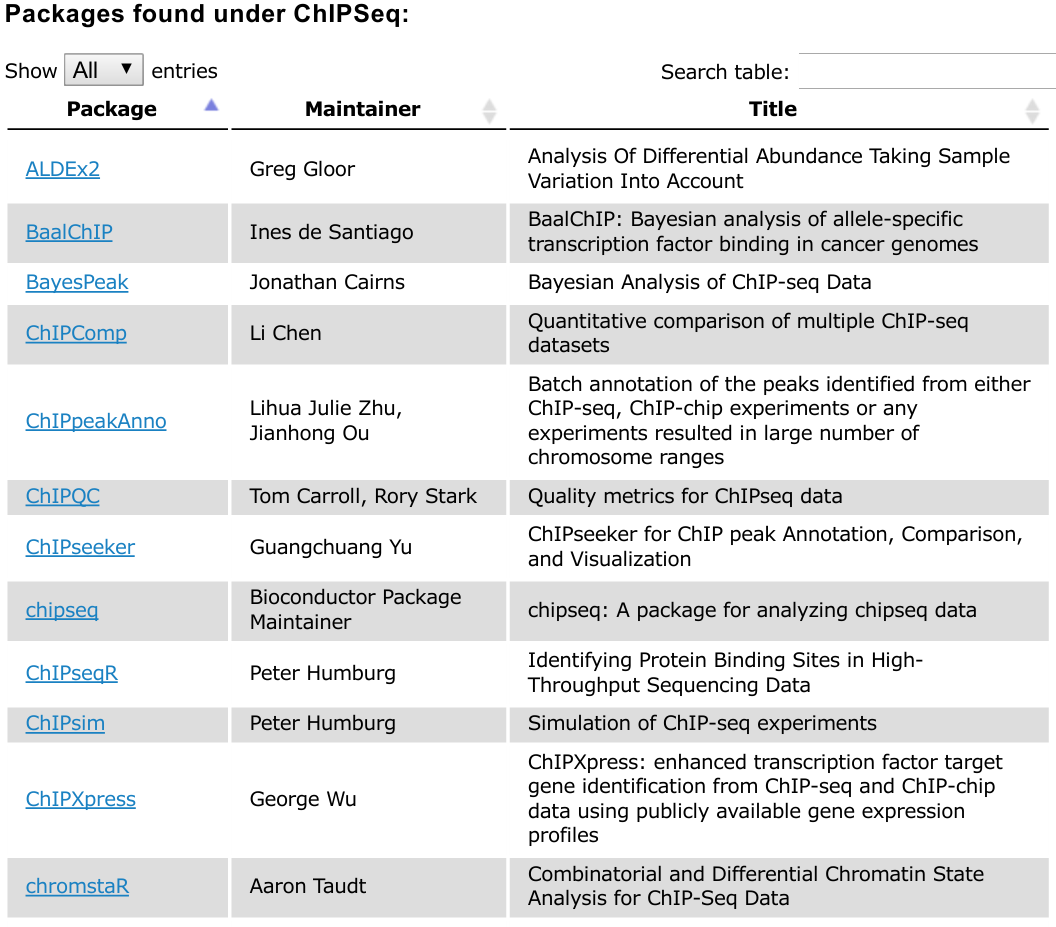 Packages found under ChIPSeq:
Show All ▼ entries
Search table:
Package Maintainer Title
ALDEx2 Greg Gloor Analysis Of Differential Abundance Taking Sample
Variation Into Account
BaalChIP Ines de Santiago BaalChIP: Bayesian analysis of allele-specific
transcription factor binding in cancer genomes
BayesPeak Jonathan Cairns Bayesian Analysis of ChIP-seq Data
ChIPComp Li Chen Quantitative comparison of multiple ChIP-seq
datasets
ChIPpeakAnno Lihua Julie Zhu,
Jianhong Ou
Batch annotation of the peaks identified from either
ChIP-seq, ChIP-chip experiments or any
experiments resulted in large number of
chromosome ranges
ChIPQC Tom Carroll, Rory Stark Quality metrics for ChIPseq data
ChIPseeker Guangchuang Yu ChIPseeker for ChIP peak Annotation, Comparison,
and Visualization
chipseq Bioconductor Package
Maintainer
chipseq: A package for analyzing chipseq data
ChIPseqR Peter Humburg Identifying Protein Binding Sites in High-
Throughput Sequencing Data
ChIPsim Peter Humburg Simulation of ChIP-seq experiments
ChIPXpress George Wu ChIPXpress: enhanced transcription factor target
gene identification from ChIP-seq and ChIP-chip
data using publicly available gene expression
profiles
chromstaR Aaron Taudt Combinatorial and Differential Chromatin State
Analysis for ChIP-Seq Data